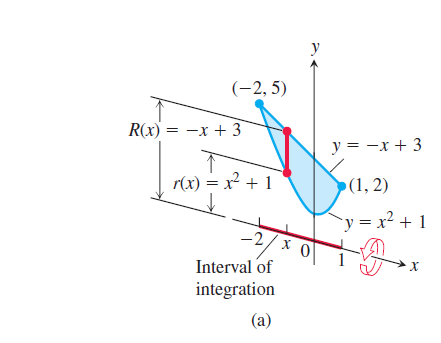 y
(−2, 5)
R(x) = −x + 3
y = −x + 3
r(x) = x² + 1
(1, 2)
y = x² + 1
−2
x
0
1
x
Interval of
integration
(a)